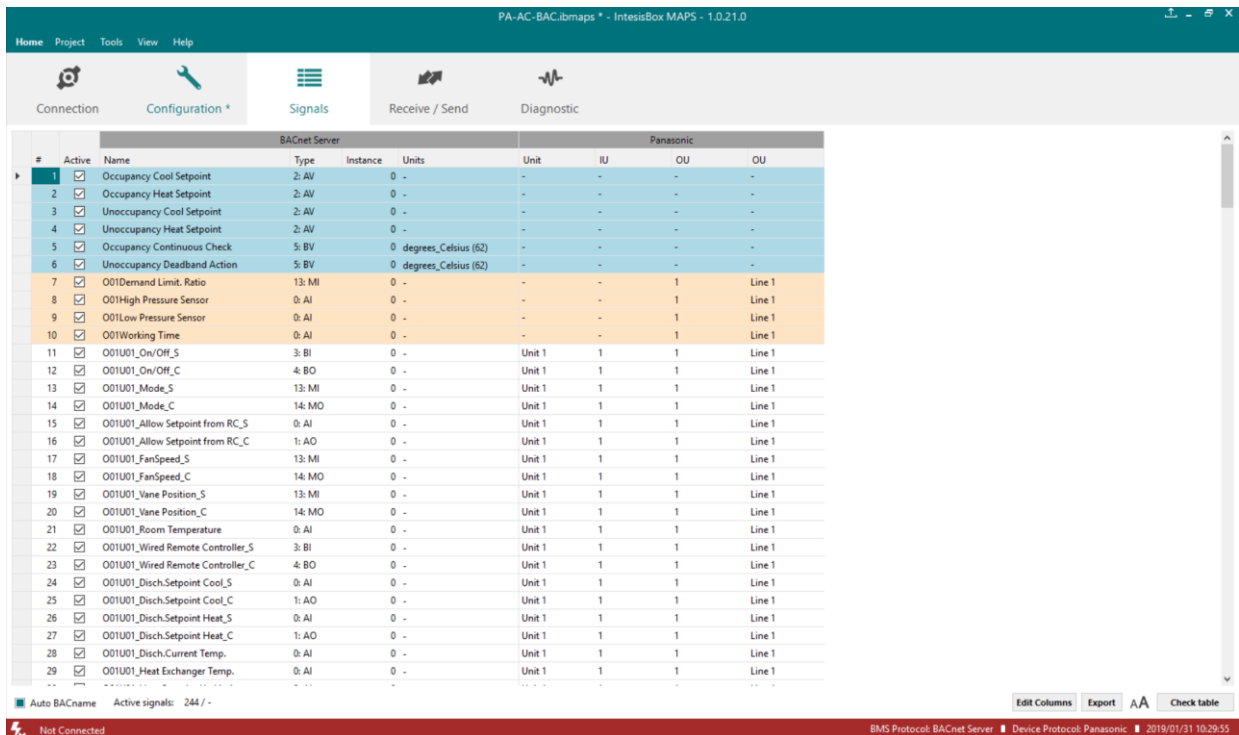 PA-AC-BAC.ibmaps * - IntesisBox MAPS - 1.0.21.0
Home Project Tools View Help
Connection Configuration * Signals Receive / Send Diagnostic
BACnet Server Panasonic
# Active Name Type Instance Units Unit IU OU OU
1 Occupancy Cool Setpoint 2: AV 0 - - - - -
2 Occupancy Heat Setpoint 2: AV 0 - - - - -
3 Unoccupancy Cool Setpoint 2: AV 0 - - - - -
4 Unoccupancy Heat Setpoint 2: AV 0 - - - - -
5 Occupancy Continuous Check 5: BV 0 degrees_Celsius (62) - - - -
6 Unoccupancy Deadband Action 5: BV 0 degrees_Celsius (62) - - - -
7 O01Demand Limit. Ratio 13: MI 0 - - - 1 Line 1
8 O01High Pressure Sensor 0: AI 0 - - - 1 Line 1
9 O01Low Pressure Sensor 0: AI 0 - - - 1 Line 1
10 O01Working Time 0: AI 0 - - - 1 Line 1
11 O01U01_On/Off_S 3: BI 0 - Unit 1 1 1 Line 1
12 O01U01_On/Off_C 4: BO 0 - Unit 1 1 1 Line 1
13 O01U01_Mode_S 13: MI 0 - Unit 1 1 1 Line 1
14 O01U01_Mode_C 14: MO 0 - Unit 1 1 1 Line 1
15 O01U01_Allow Setpoint from RC_S 0: AI 0 - Unit 1 1 1 Line 1
16 O01U01_Allow Setpoint from RC_C 1: AO 0 - Unit 1 1 1 Line 1
17 O01U01_FanSpeed_S 13: MI 0 - Unit 1 1 1 Line 1
18 O01U01_FanSpeed_C 14: MO 0 - Unit 1 1 1 Line 1
19 O01U01_Vane Position_S 13: MI 0 - Unit 1 1 1 Line 1
20 O01U01_Vane Position_C 14: MO 0 - Unit 1 1 1 Line 1
21 O01U01_Room Temperature 0: AI 0 - Unit 1 1 1 Line 1
22 O01U01_Wired Remote Controller_S 3: BI 0 - Unit 1 1 1 Line 1
23 O01U01_Wired Remote Controller_C 4: BO 0 - Unit 1 1 1 Line 1
24 O01U01_Disch.Setpoint Cool_S 0: AI 0 - Unit 1 1 1 Line 1
25 O01U01_Disch.Setpoint Cool_C 1: AO 0 - Unit 1 1 1 Line 1
26 O01U01_Disch.Setpoint Heat_S 0: AI 0 - Unit 1 1 1 Line 1
27 O01U01_Disch.Setpoint Heat_C 1: AO 0 - Unit 1 1 1 Line 1
28 O01U01_Disch.Current Temp. 0: AI 0 - Unit 1 1 1 Line 1
29 O01U01_Heat Exchanger Temp. 0: AI 0 - Unit 1 1 1 Line 1
Auto BACname Active signals: 244 / - Edit Columns Export AA Check table
Not Connected BMS Protocol: BACnet Server Device Protocol: Panasonic 2019/01/31 10:29:55